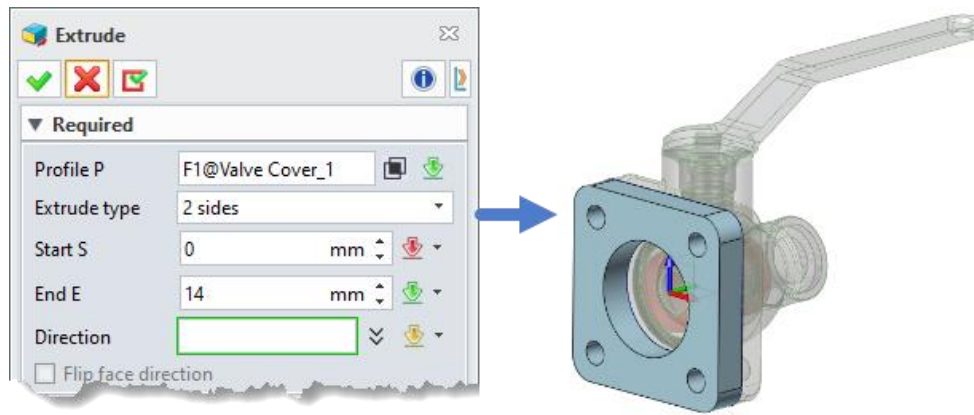 Extrude
Required
Profile P F1@Valve Cover_1
Extrude type 2 sides
Start S 0 mm
End E 14 mm
Direction
Flip face direction